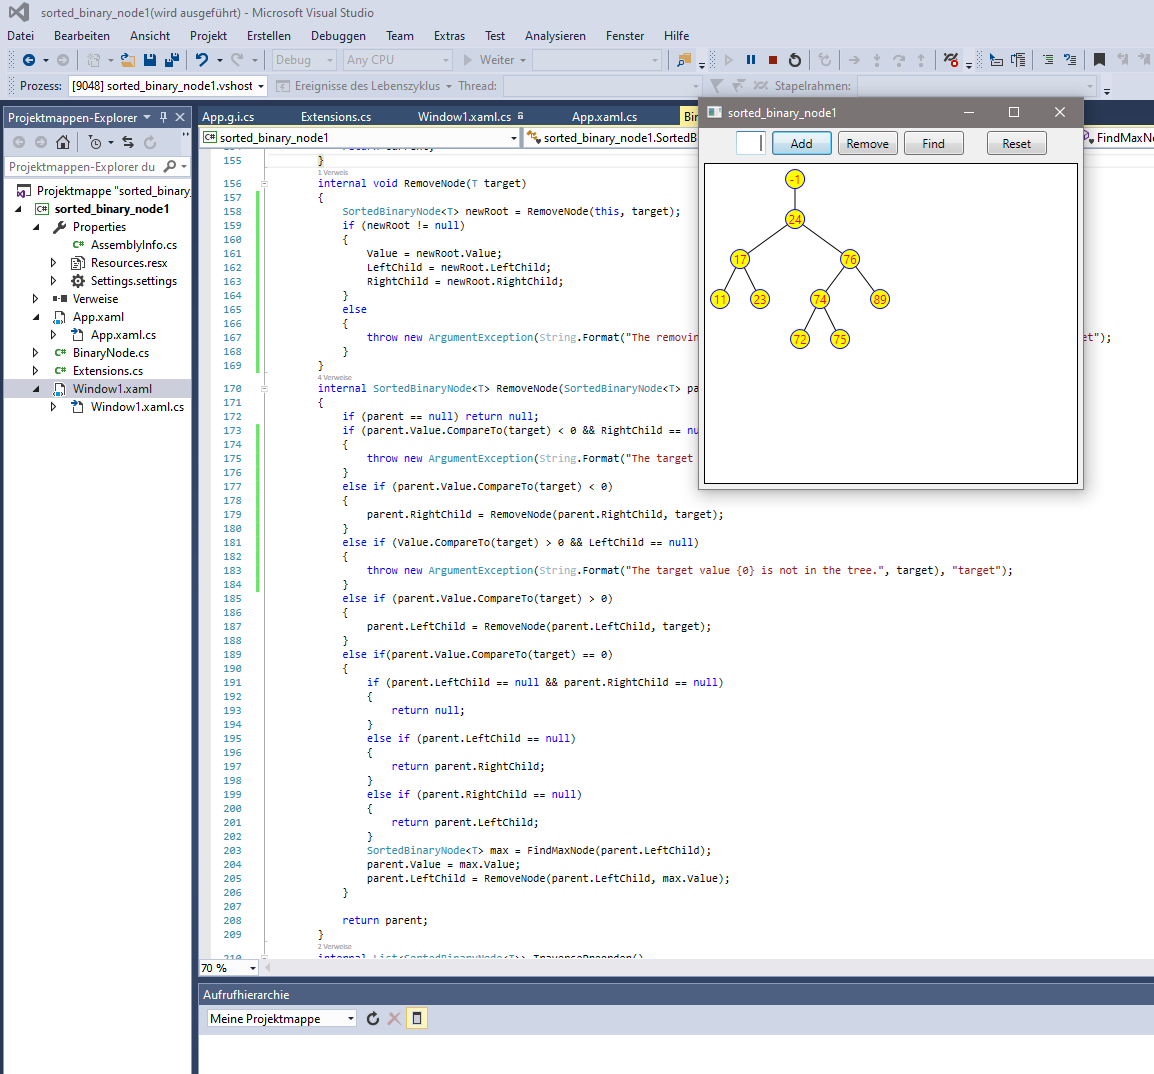 sorted_binary_node1(wird ausgeführt) - Microsoft Visual Studio
Datei Bearbeiten Ansicht Projekt Erstellen Debuggen Team Extras Test Analysieren Fenster Hilfe
Debug Any CPU Weiter
Prozess: [9048] sorted_binary_node1.vshost Ereignisse des Lebenszyklus Thread: Stapelrahmen:
Projektmappen-Explorer
Projektmappen-Explorer du
Projektmappe "sorted_binary_
sorted_binary_node1
Properties
AssemblyInfo.cs
Resources.resx
Settings.settings
Verweise
App.xaml
App.xaml.cs
BinaryNode.cs
Extensions.cs
Window1.xaml
Window1.xaml.cs
App.g.i.cs Extensions.cs Window1.xaml.cs App.xaml.cs Bin
sorted_binary_node1 sorted_binary_node1.SortedB FindMaxNo
155 }
1 Verweis
156 internal void RemoveNode(T target)
157 {
158 SortedBinaryNode<T> newRoot = RemoveNode(this, target);
159 if (newRoot != null)
160 {
161 Value = newRoot.Value;
162 LeftChild = newRoot.LeftChild;
163 RightChild = newRoot.RightChild;
164 }
165 else
166 {
167 throw new ArgumentException(String.Format("The removin et");
168 }
169 }
4 Verweise
170 internal SortedBinaryNode<T> RemoveNode(SortedBinaryNode<T> pa
171 {
172 if (parent == null) return null;
173 if (parent.Value.CompareTo(target) < 0 && RightChild == nu
174 {
175 throw new ArgumentException(String.Format("The target
176 }
177 else if (parent.Value.CompareTo(target) < 0)
178 {
179 parent.RightChild = RemoveNode(parent.RightChild, target);
180 }
181 else if (Value.CompareTo(target) > 0 && LeftChild == null)
182 {
183 throw new ArgumentException(String.Format("The target value {0} is not in the tree.", target), "target");
184 }
185 else if (parent.Value.CompareTo(target) > 0)
186 {
187 parent.LeftChild = RemoveNode(parent.LeftChild, target);
188 }
189 else if(parent.Value.CompareTo(target) == 0)
190 {
191 if (parent.LeftChild == null && parent.RightChild == null)
192 {
193 return null;
194 }
195 else if (parent.LeftChild == null)
196 {
197 return parent.RightChild;
198 }
199 else if (parent.RightChild == null)
200 {
201 return parent.LeftChild;
202 }
203 SortedBinaryNode<T> max = FindMaxNode(parent.LeftChild);
204 parent.Value = max.Value;
205 parent.LeftChild = RemoveNode(parent.LeftChild, max.Value);
206 }
207
208 return parent;
209 }
2 Verweise
210 internal List<SortedBinaryNode<T>> TraversePreorder()
70 %
sorted_binary_node1
Add Remove Find Reset
-1
24
17 76
11 23 74 89
72 75
Aufrufhierarchie
Meine Projektmappe